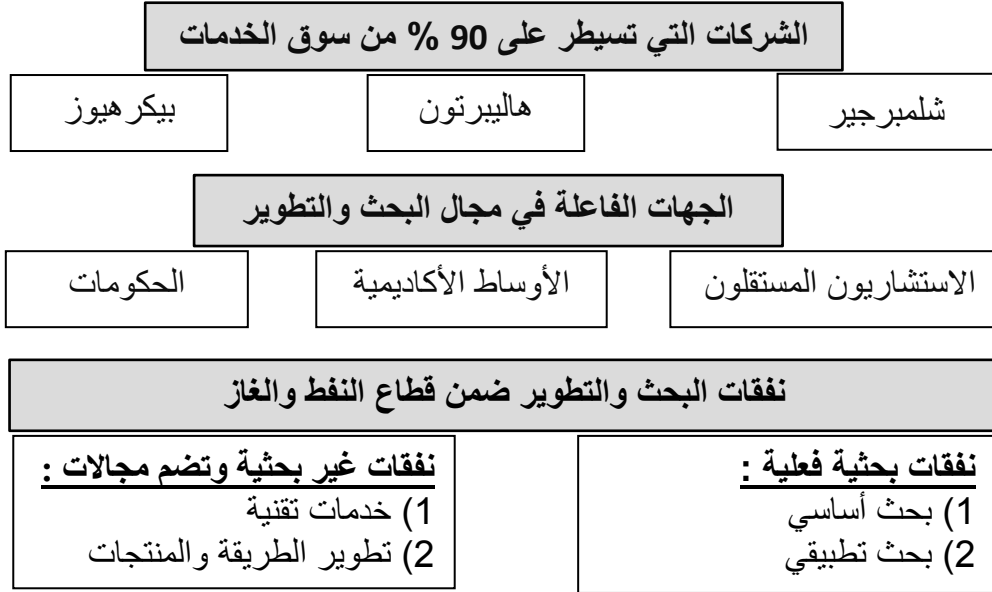 الشركات التي تسيطر على 90 % من سوق الخدمات
شلمبرجير
هاليبرتون
بيكرهيوز
الجهات الفاعلة في مجال البحث والتطوير
الاستشاريون المستقلون
الأوساط الأكاديمية
الحكومات
نفقات البحث والتطوير ضمن قطاع النفط والغاز
نفقات بحثية فعلية :
1) بحث أساسي
2) بحث تطبيقي
نفقات غير بحثية وتضم مجالات :
1) خدمات تقنية
2) تطوير الطريقة والمنتجات